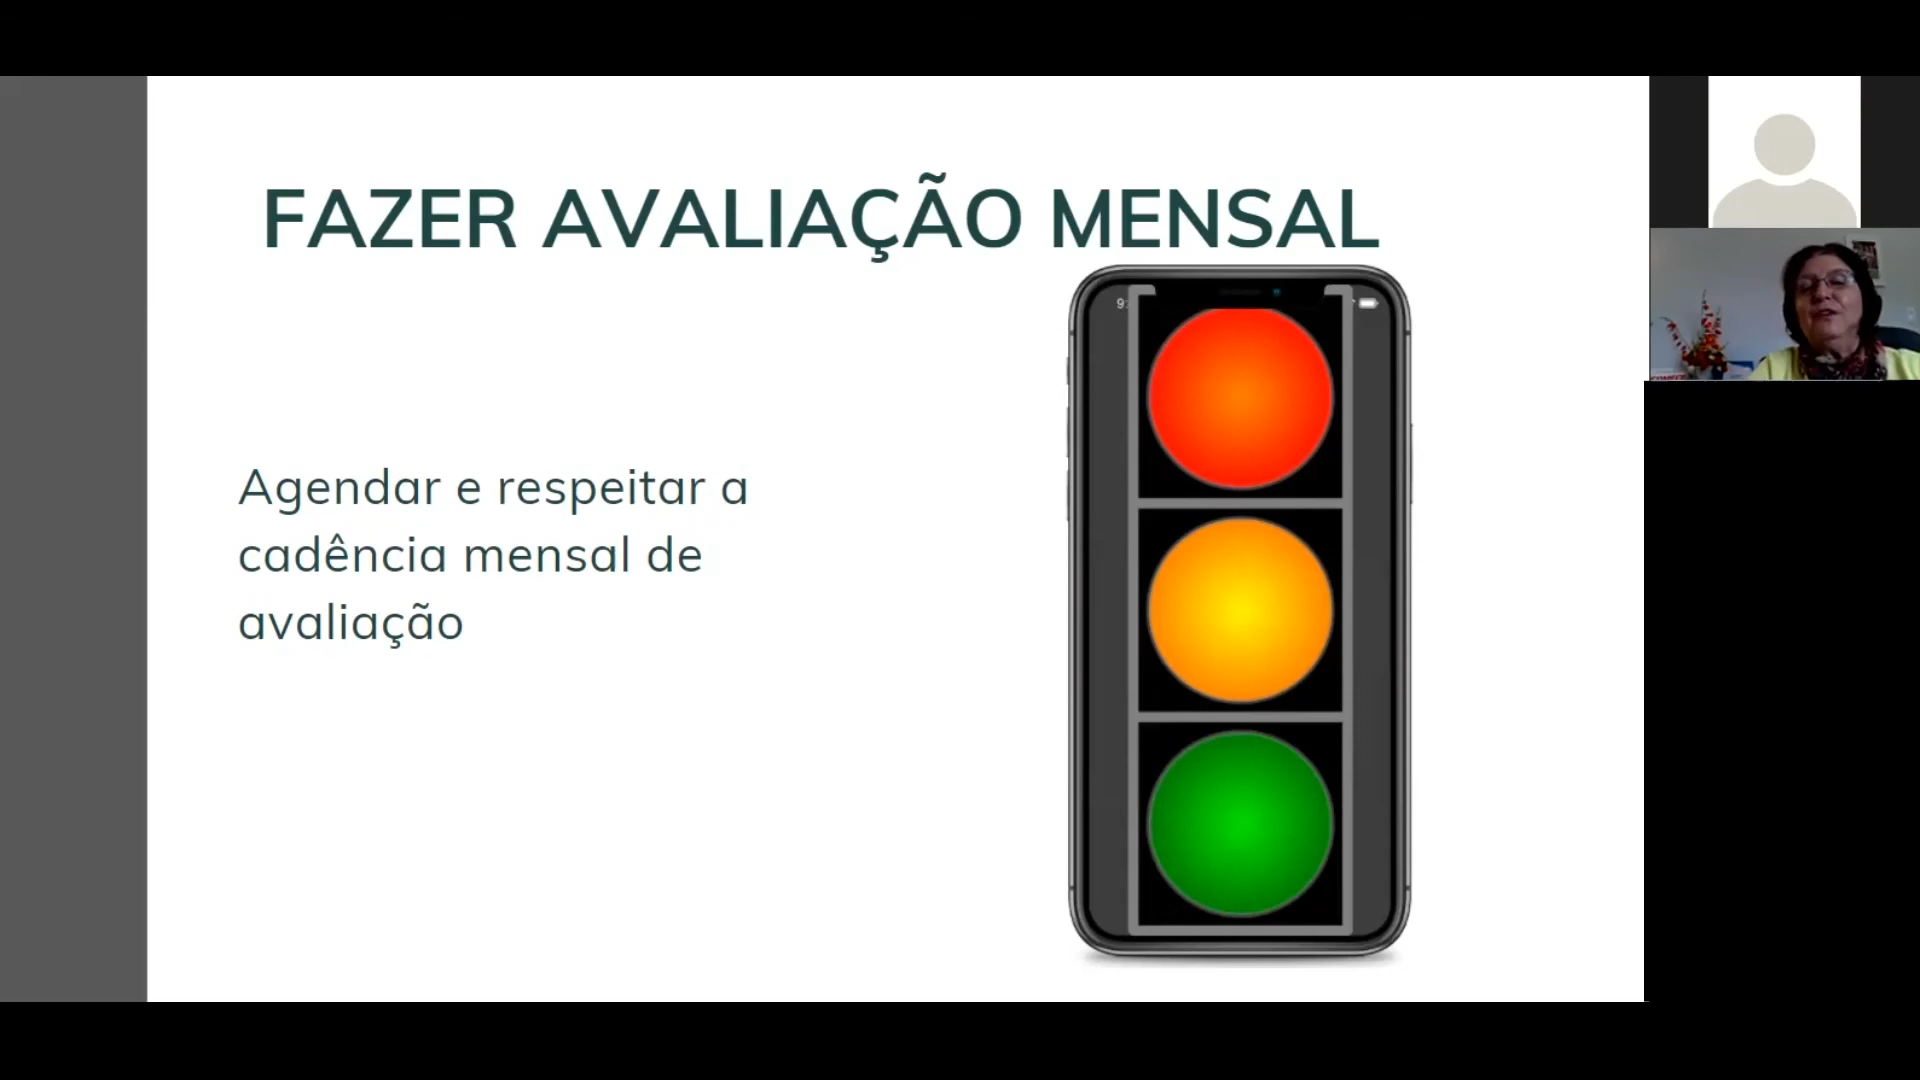 FAZER AVALIAÇÃO MENSAL
Agendar e respeitar a
cadência mensal de
avaliação